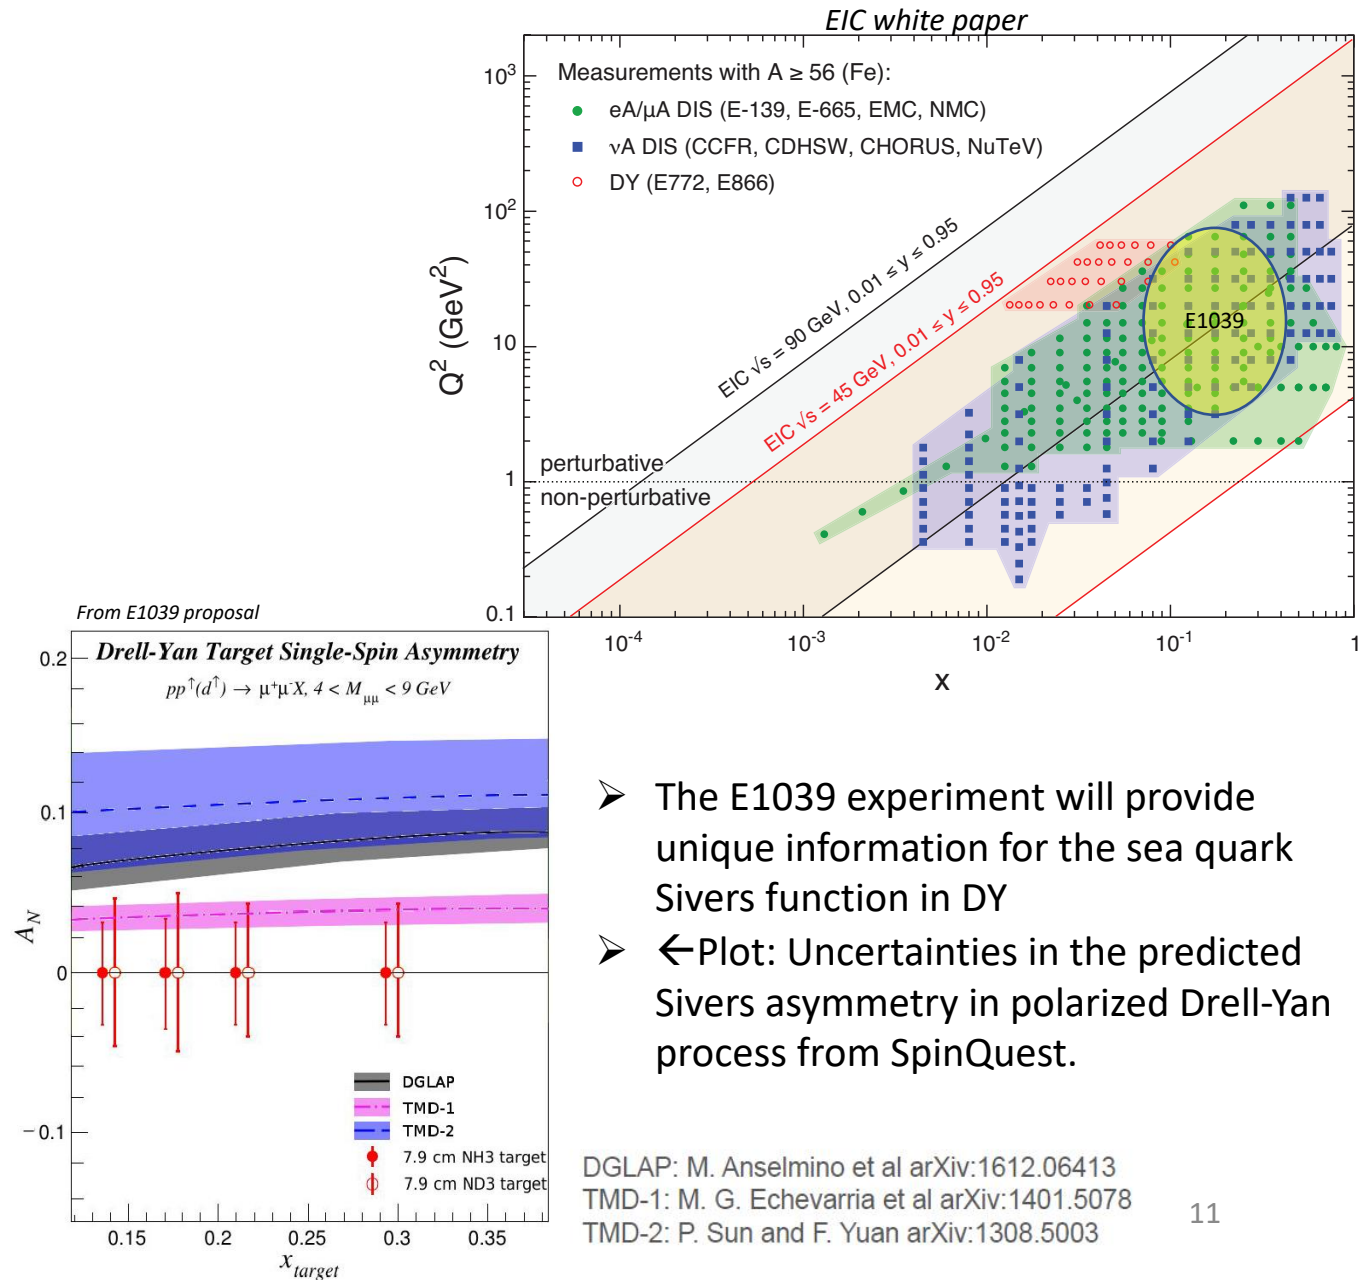 EIC white paper
Measurements with A ≥ 56 (Fe):
eA/μA DIS (E-139, E-665, EMC, NMC)
νA DIS (CCFR, CDHSW, CHORUS, NuTeV)
DY (E772, E866)
EIC √s = 90 GeV, 0.01 ≤ y ≤ 0.95
EIC √s = 45 GeV, 0.01 ≤ y ≤ 0.95
E1039
perturbative
non-perturbative
Q² (GeV²)
10³
10²
10
1
0.1
10⁻⁴ 10⁻³ 10⁻² 10⁻¹ 1
x
From E1039 proposal
Drell-Yan Target Single-Spin Asymmetry
pp↑(d↑) → μ⁺μ⁻X, 4 < M_μμ < 9 GeV
A_N
0.2
0.1
0
−0.1
DGLAP
TMD-1
TMD-2
7.9 cm NH3 target
7.9 cm ND3 target
0.15 0.2 0.25 0.3 0.35
x_target
➢ The E1039 experiment will provide
unique information for the sea quark
Sivers function in DY
➢ ←Plot: Uncertainties in the predicted
Sivers asymmetry in polarized Drell-Yan
process from SpinQuest.
DGLAP: M. Anselmino et al arXiv:1612.06413
TMD-1: M. G. Echevarria et al arXiv:1401.5078
TMD-2: P. Sun and F. Yuan arXiv:1308.5003
11